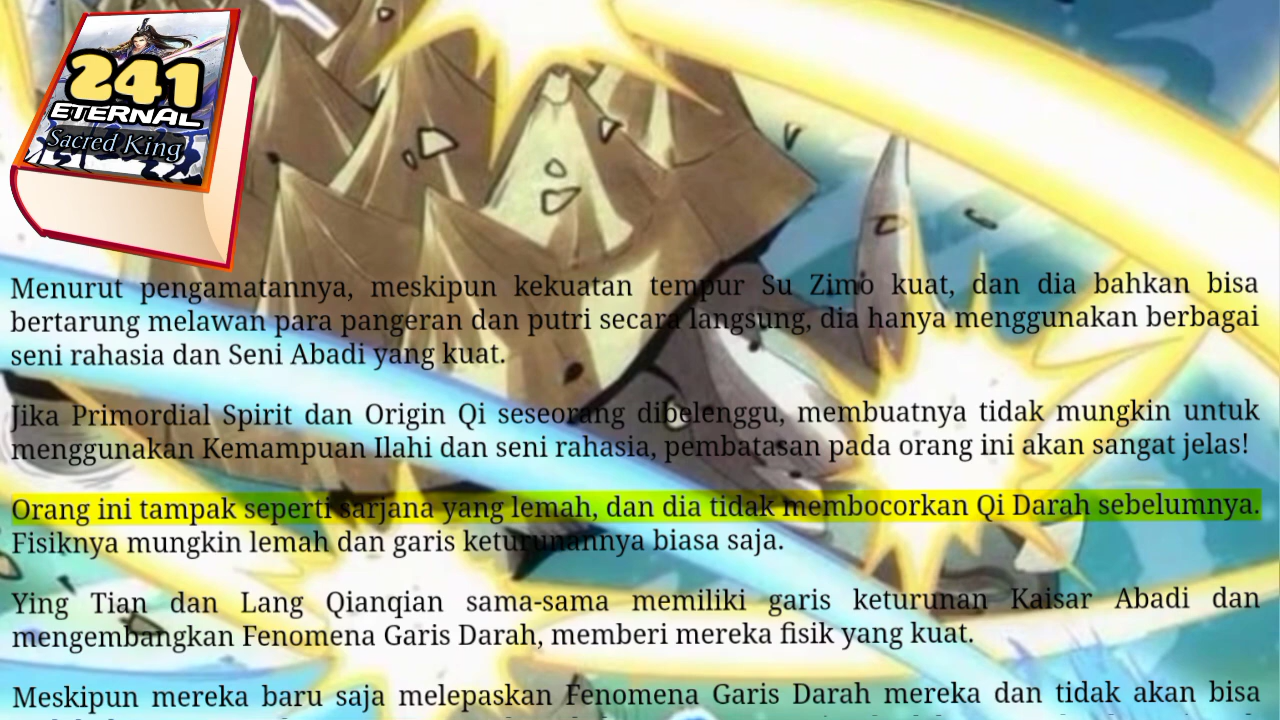 241
ETERNAL
Sacred King
Menurut pengamatannya, meskipun kekuatan tempur Su Zimo kuat, dan dia bahkan bisa
bertarung melawan para pangeran dan putri secara langsung, dia hanya menggunakan berbagai
seni rahasia dan Seni Abadi yang kuat.
Jika Primordial Spirit dan Origin Qi seseorang dibelenggu, membuatnya tidak mungkin untuk
menggunakan Kemampuan Ilahi dan seni rahasia, pembatasan pada orang ini akan sangat jelas!
Orang ini tampak seperti sarjana yang lemah, dan dia tidak membocorkan Qi Darah sebelumnya.
Fisiknya mungkin lemah dan garis keturunannya biasa saja.
Ying Tian dan Lang Qianqian sama-sama memiliki garis keturunan Kaisar Abadi dan
mengembangkan Fenomena Garis Darah, memberi mereka fisik yang kuat.
Meskipun mereka baru saja melepaskan Fenomena Garis Darah mereka dan tidak akan bisa